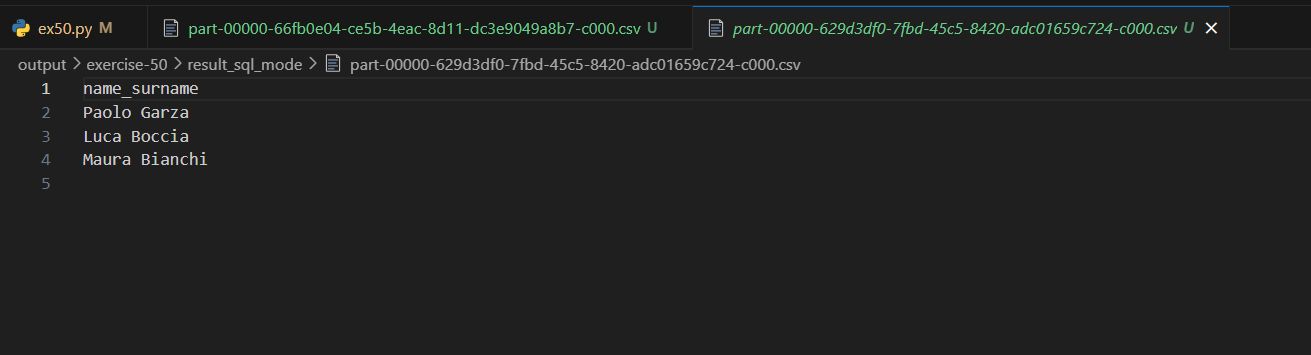 ex50.py M part-00000-66fb0e04-ce5b-4eac-8d11-dc3e9049a8b7-c000.csv U part-00000-629d3df0-7fbd-45c5-8420-adc01659c724-c000.csv U
output > exercise-50 > result_sql_mode > part-00000-629d3df0-7fbd-45c5-8420-adc01659c724-c000.csv
1 name_surname
2 Paolo Garza
3 Luca Boccia
4 Maura Bianchi
5